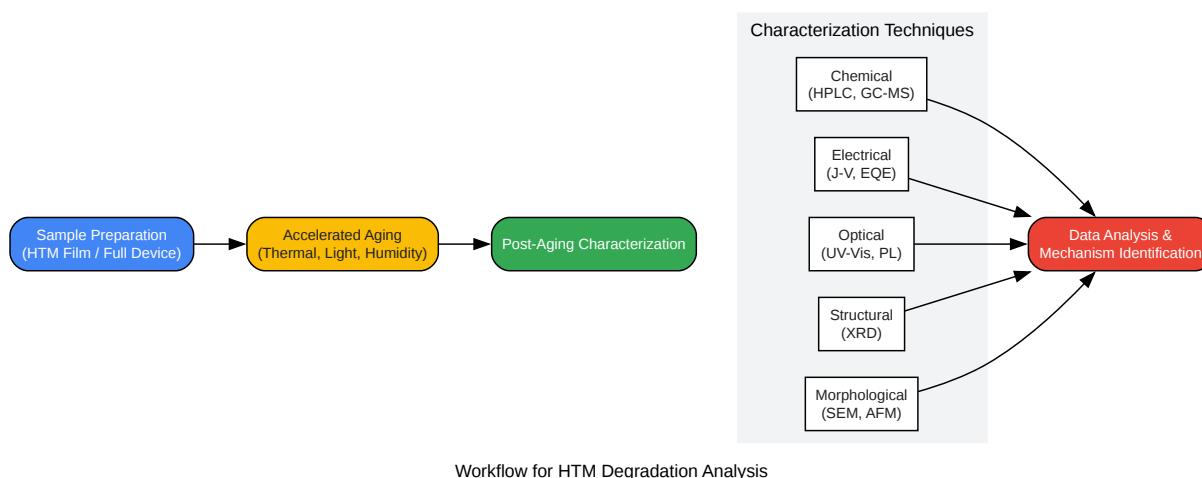 Characterization Techniques
Chemical
(HPLC, GC-MS)
Electrical
(J-V, EQE)
Sample Preparation
(HTM Film / Full Device)
Accelerated Aging
(Thermal, Light, Humidity)
Post-Aging Characterization
Optical
(UV-Vis, PL)
Data Analysis &
Mechanism Identification
Structural
(XRD)
Morphological
(SEM, AFM)
Workflow for HTM Degradation Analysis